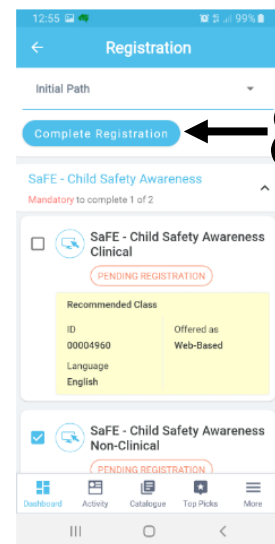 12:55 99%
Registration
Initial Path
Complete Registration
SaFE - Child Safety Awareness
Mandatory to complete 1 of 2
SaFE - Child Safety Awareness
Clinical
PENDING REGISTRATION
Recommended Class
ID
00004960
Offered as
Web-Based
Language
English
SaFE - Child Safety Awareness
Non-Clinical
PENDING REGISTRATION
Dashboard Activity Catalogue Top Picks More